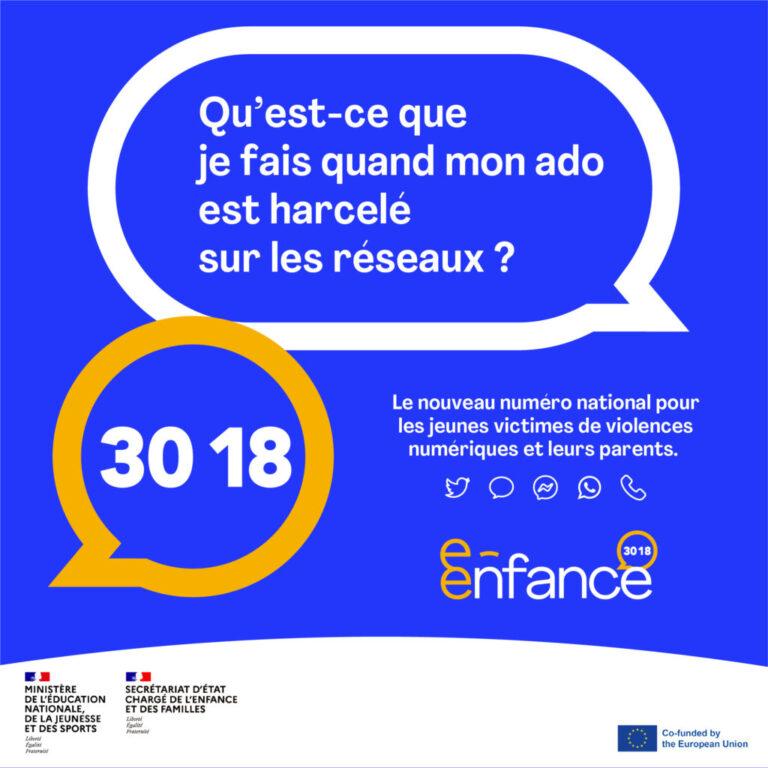 Qu’est-ce que
je fais quand mon ado
est harcelé
sur les réseaux ?
30 18
Le nouveau numéro national pour
les jeunes victimes de violences
numériques et leurs parents.
e-enfance 3018
MINISTÈRE
DE L'ÉDUCATION
NATIONALE,
DE LA JEUNESSE
ET DES SPORTS
Liberté
Égalité
Fraternité
SECRÉTARIAT D'ÉTAT
CHARGÉ DE L'ENFANCE
ET DES FAMILLES
Liberté
Égalité
Fraternité
Co-funded by
the European Union